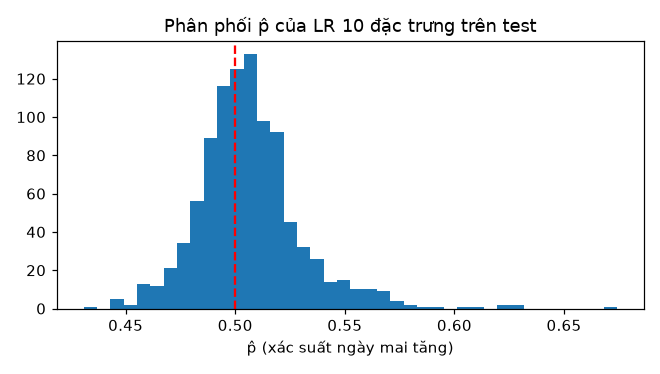 Phân phối p̂ của LR 10 đặc trưng trên test
120
100
80
60
40
20
0
0.45 0.50 0.55 0.60 0.65
p̂ (xác suất ngày mai tăng)